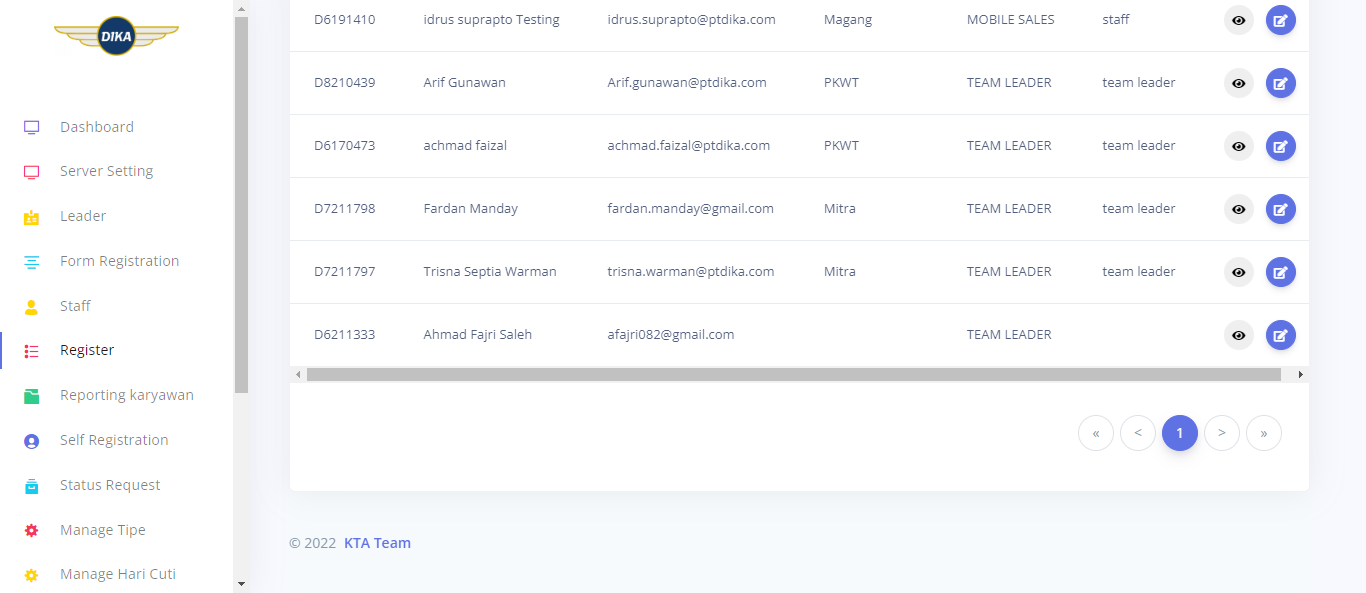 DIKA
Dashboard
Server Setting
Leader
Form Registration
Staff
Register
Reporting karyawan
Self Registration
Status Request
Manage Tipe
Manage Hari Cuti
D6191410 idrus suprapto Testing idrus.suprapto@ptdika.com Magang MOBILE SALES staff
D8210439 Arif Gunawan Arif.gunawan@ptdika.com PKWT TEAM LEADER team leader
D6170473 achmad faizal achmad.faizal@ptdika.com PKWT TEAM LEADER team leader
D7211798 Fardan Manday fardan.manday@gmail.com Mitra TEAM LEADER team leader
D7211797 Trisna Septia Warman trisna.warman@ptdika.com Mitra TEAM LEADER team leader
D6211333 Ahmad Fajri Saleh afajri082@gmail.com TEAM LEADER
« < 1 > »
© 2022 KTA Team